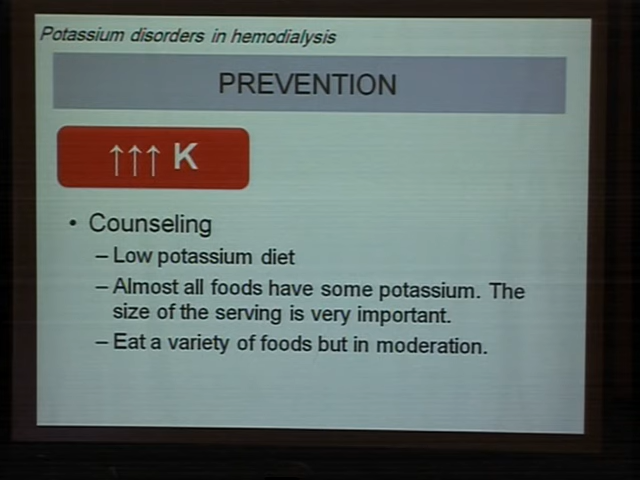 Potassium disorders in hemodialysis
PREVENTION
↑↑↑ K
• Counseling
– Low potassium diet
– Almost all foods have some potassium. The
size of the serving is very important.
– Eat a variety of foods but in moderation.